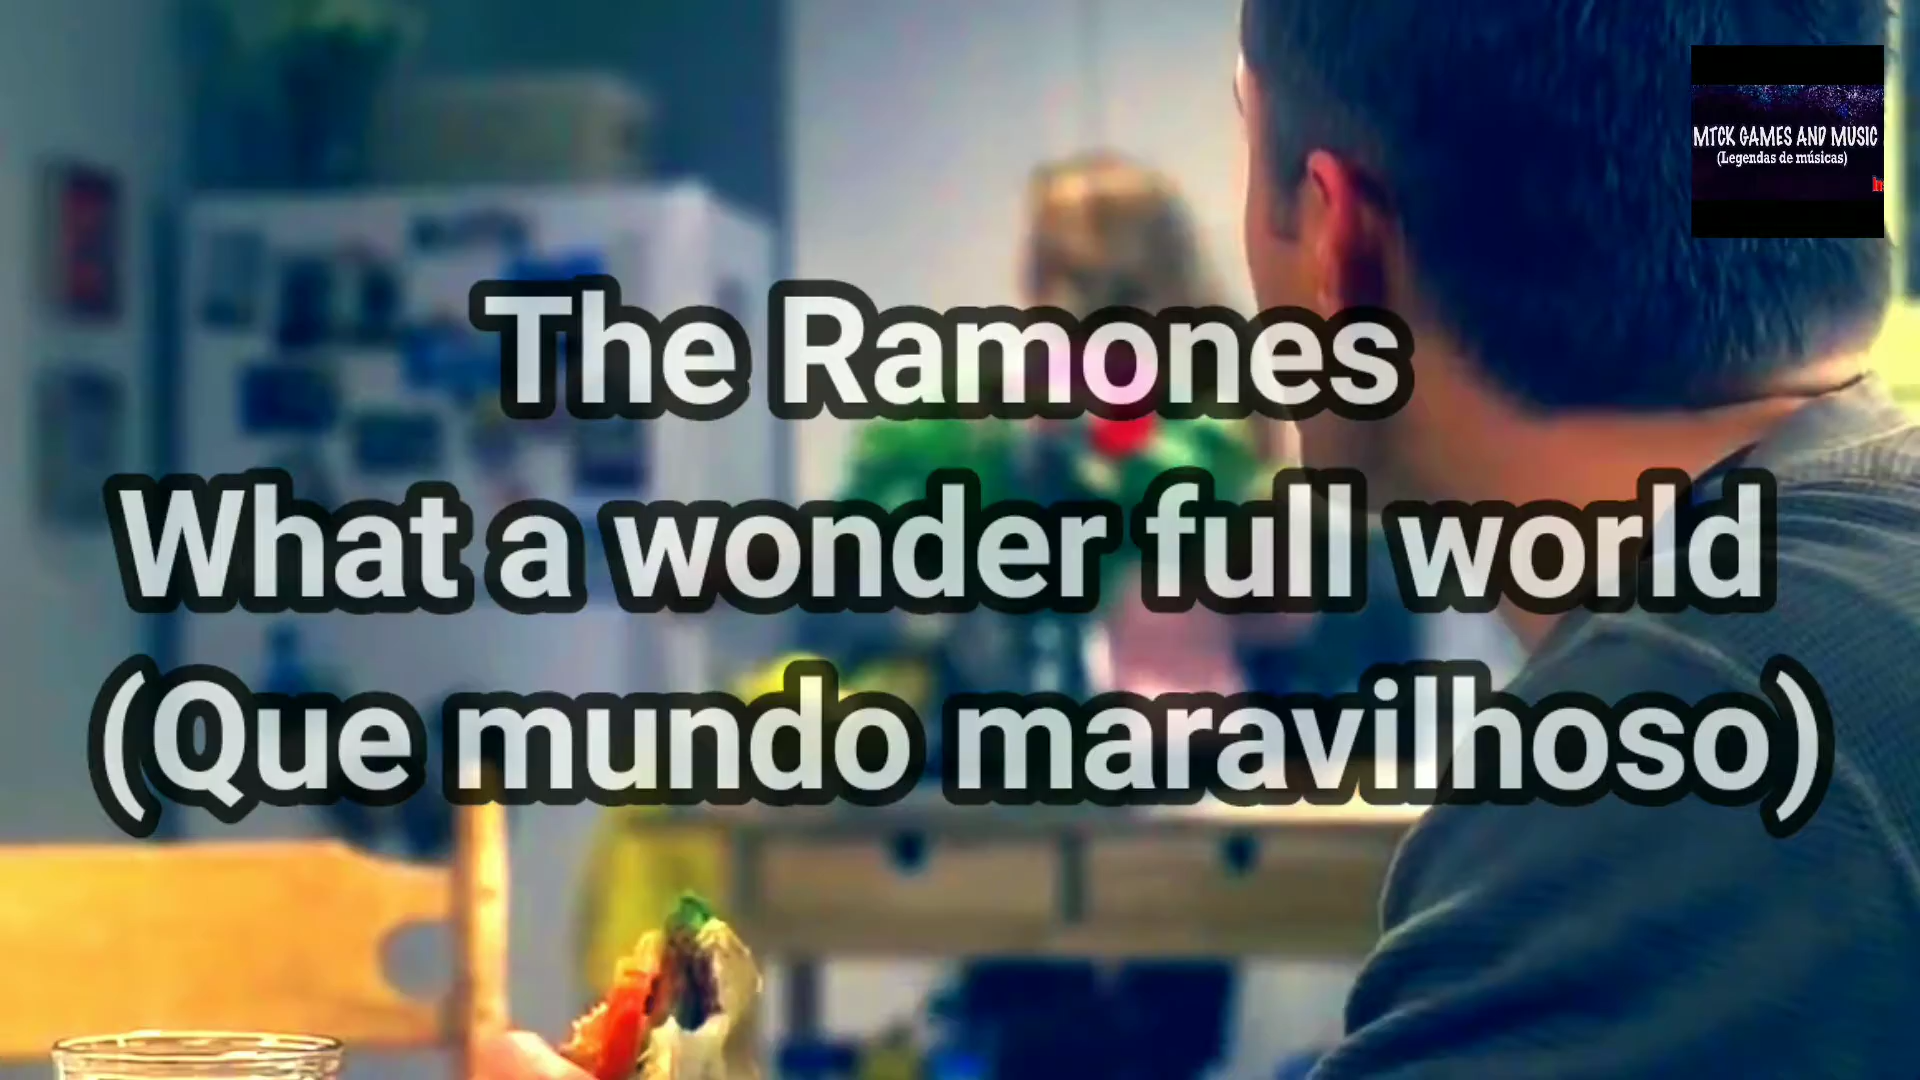 MTCK GAMES AND MUSIC
(Legendas de músicas)
The Ramones
What a wonder full world
(Que mundo maravilhoso)